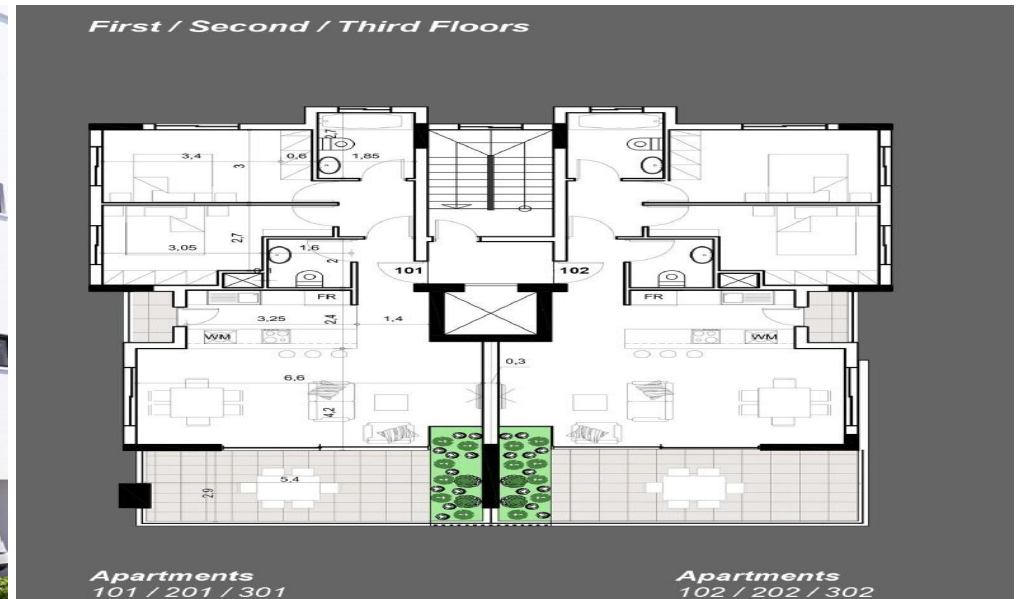 First / Second / Third Floors
2,7
3,4
0,6
1,85
3
3,05
2,7
1,6
2
101
102
FR
FR
3,25
2,4
1,4
WM
WM
0,3
6,6
4,2
5,4
2,9
Apartments
101 / 201 / 301
Apartments
102 / 202 / 302